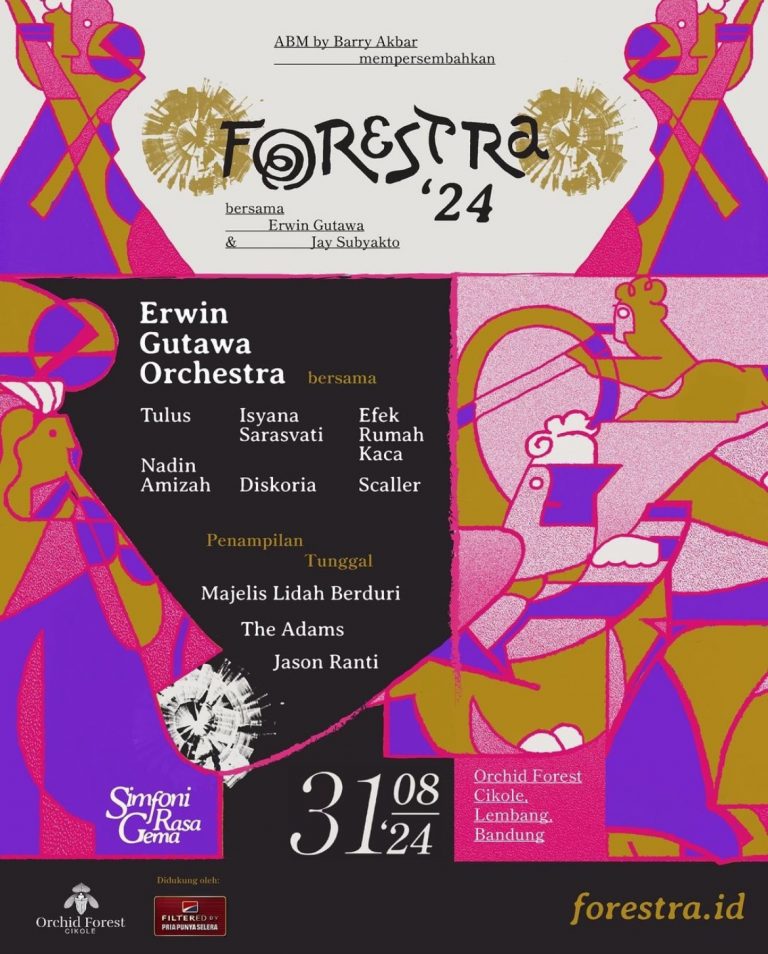 ABM by Barry Akbar
mempersembahkan
FORESTRA
'24
bersama
Erwin Gutawa
& Jay Subyakto
Erwin
Gutawa
Orchestra bersama
Tulus
Isyana
Sarasvati
Efek
Rumah
Kaca
Nadin
Amizah
Diskoria
Scaller
Penampilan
Tunggal
Majelis Lidah Berduri
The Adams
Jason Ranti
Simfoni
Rasa
Gema
31 08
'24
Orchid Forest
Cikole,
Lembang,
Bandung
Orchid Forest
CIKOLE
Didukung oleh:
FILTERED BY
PRIA PUNYA SELERA
forestra.id